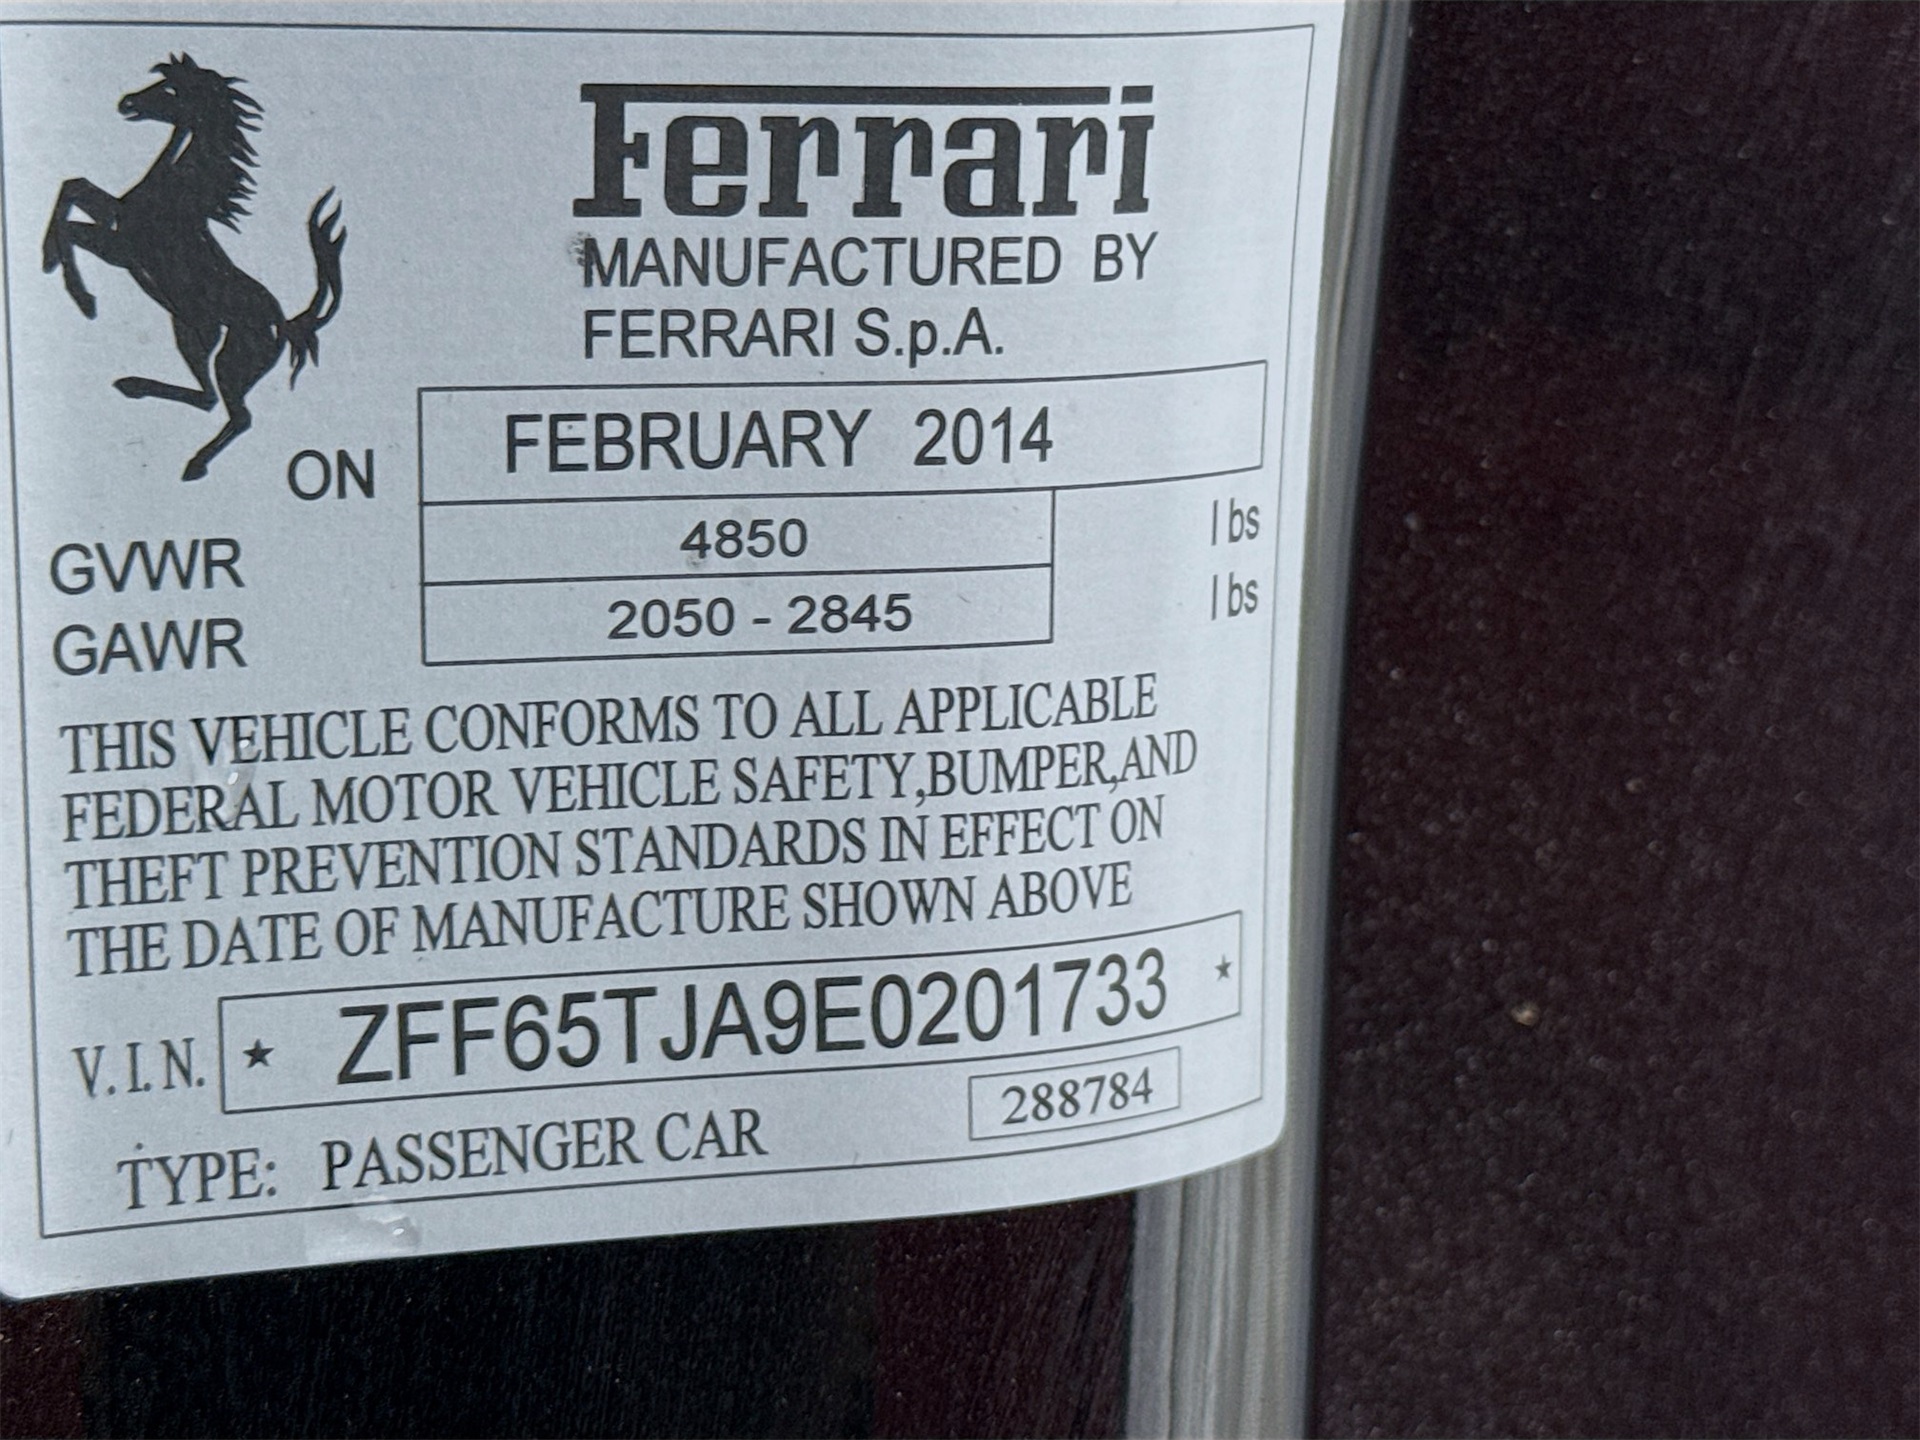 Ferrari
MANUFACTURED BY
FERRARI S.p.A.
ON FEBRUARY 2014
GVWR 4850 lbs
GAWR 2050 - 2845 lbs
THIS VEHICLE CONFORMS TO ALL APPLICABLE
FEDERAL MOTOR VEHICLE SAFETY,BUMPER,AND
THEFT PREVENTION STANDARDS IN EFFECT ON
THE DATE OF MANUFACTURE SHOWN ABOVE
V.I.N. ★ ZFF65TJA9E0201733 ★
288784
TYPE: PASSENGER CAR